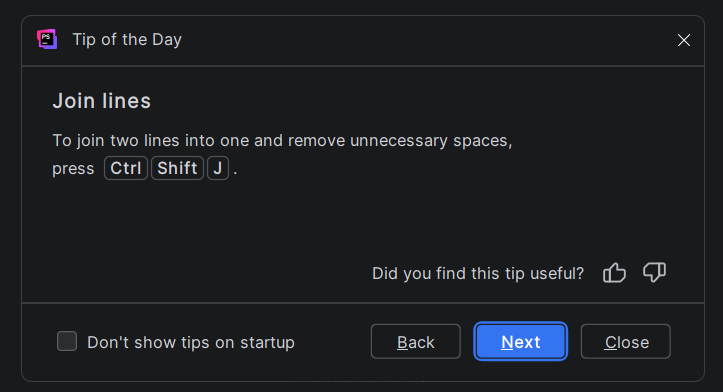 PS
Tip of the Day
Join lines
To join two lines into one and remove unnecessary spaces,
press Ctrl Shift J .
Did you find this tip useful?
Don't show tips on startup
Back Next Close